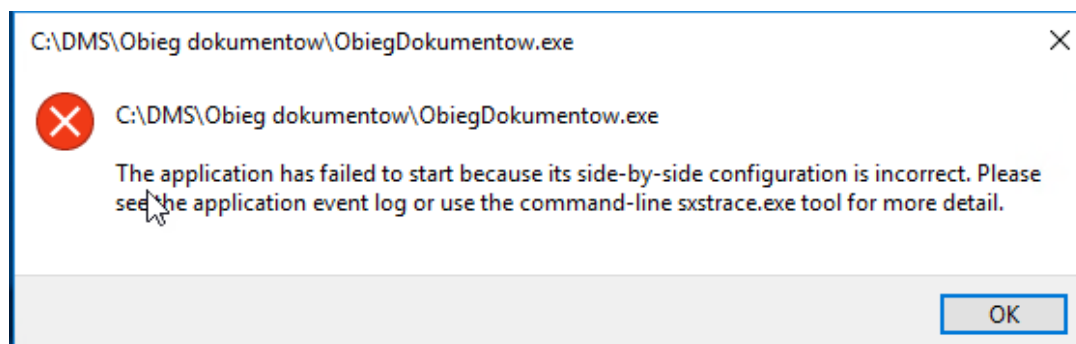 C:\DMS\Obieg dokumentow\ObiegDokumentow.exe
C:\DMS\Obieg dokumentow\ObiegDokumentow.exe
The application has failed to start because its side-by-side configuration is incorrect. Please
see the application event log or use the command-line sxstrace.exe tool for more detail.
OK